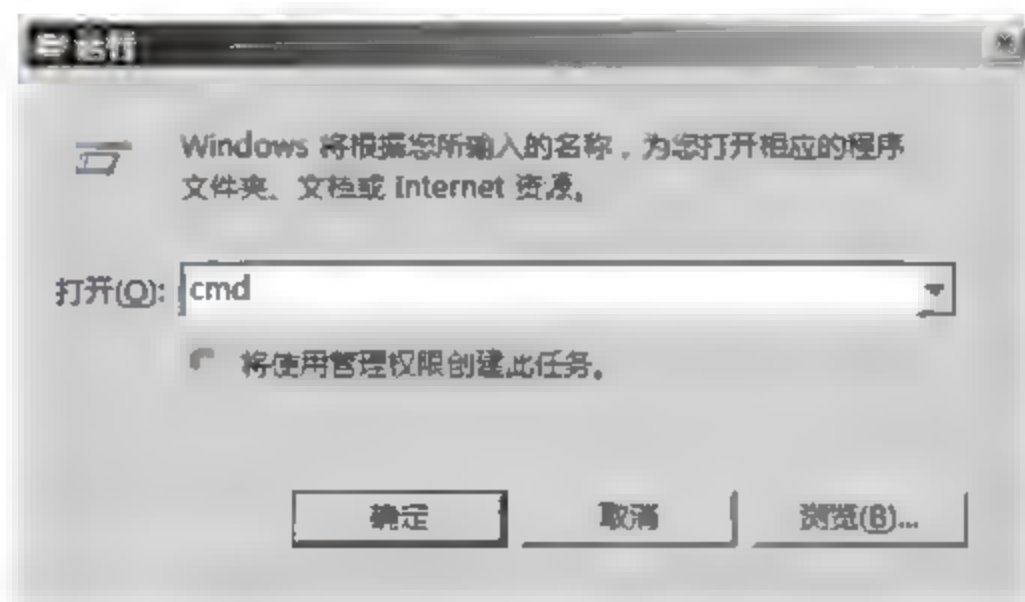 运行
Windows 将根据您所输入的名称，为您打开相应的程序
文件夹、文档或 Internet 资源。
打开(O): cmd
将使用管理权限创建此任务。
确定 取消 浏览(B)...